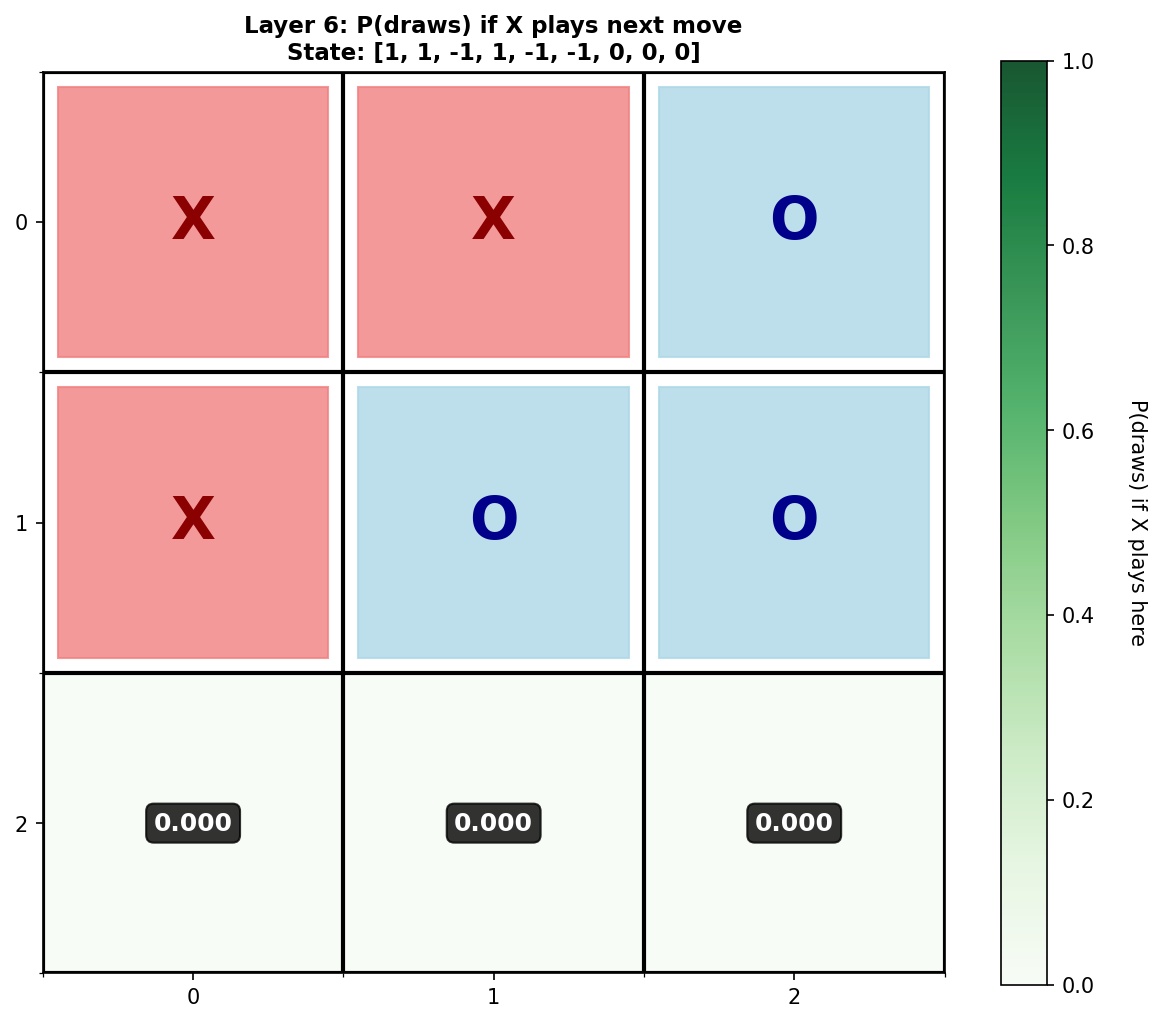 Layer 6: P(draws) if X plays next move
State: [1, 1, -1, 1, -1, -1, 0, 0, 0]
X
X
O
X
O
O
0.000
0.000
0.000
0
1
2
0
1
2
1.0
0.8
0.6
0.4
0.2
0.0
P(draws) if X plays here